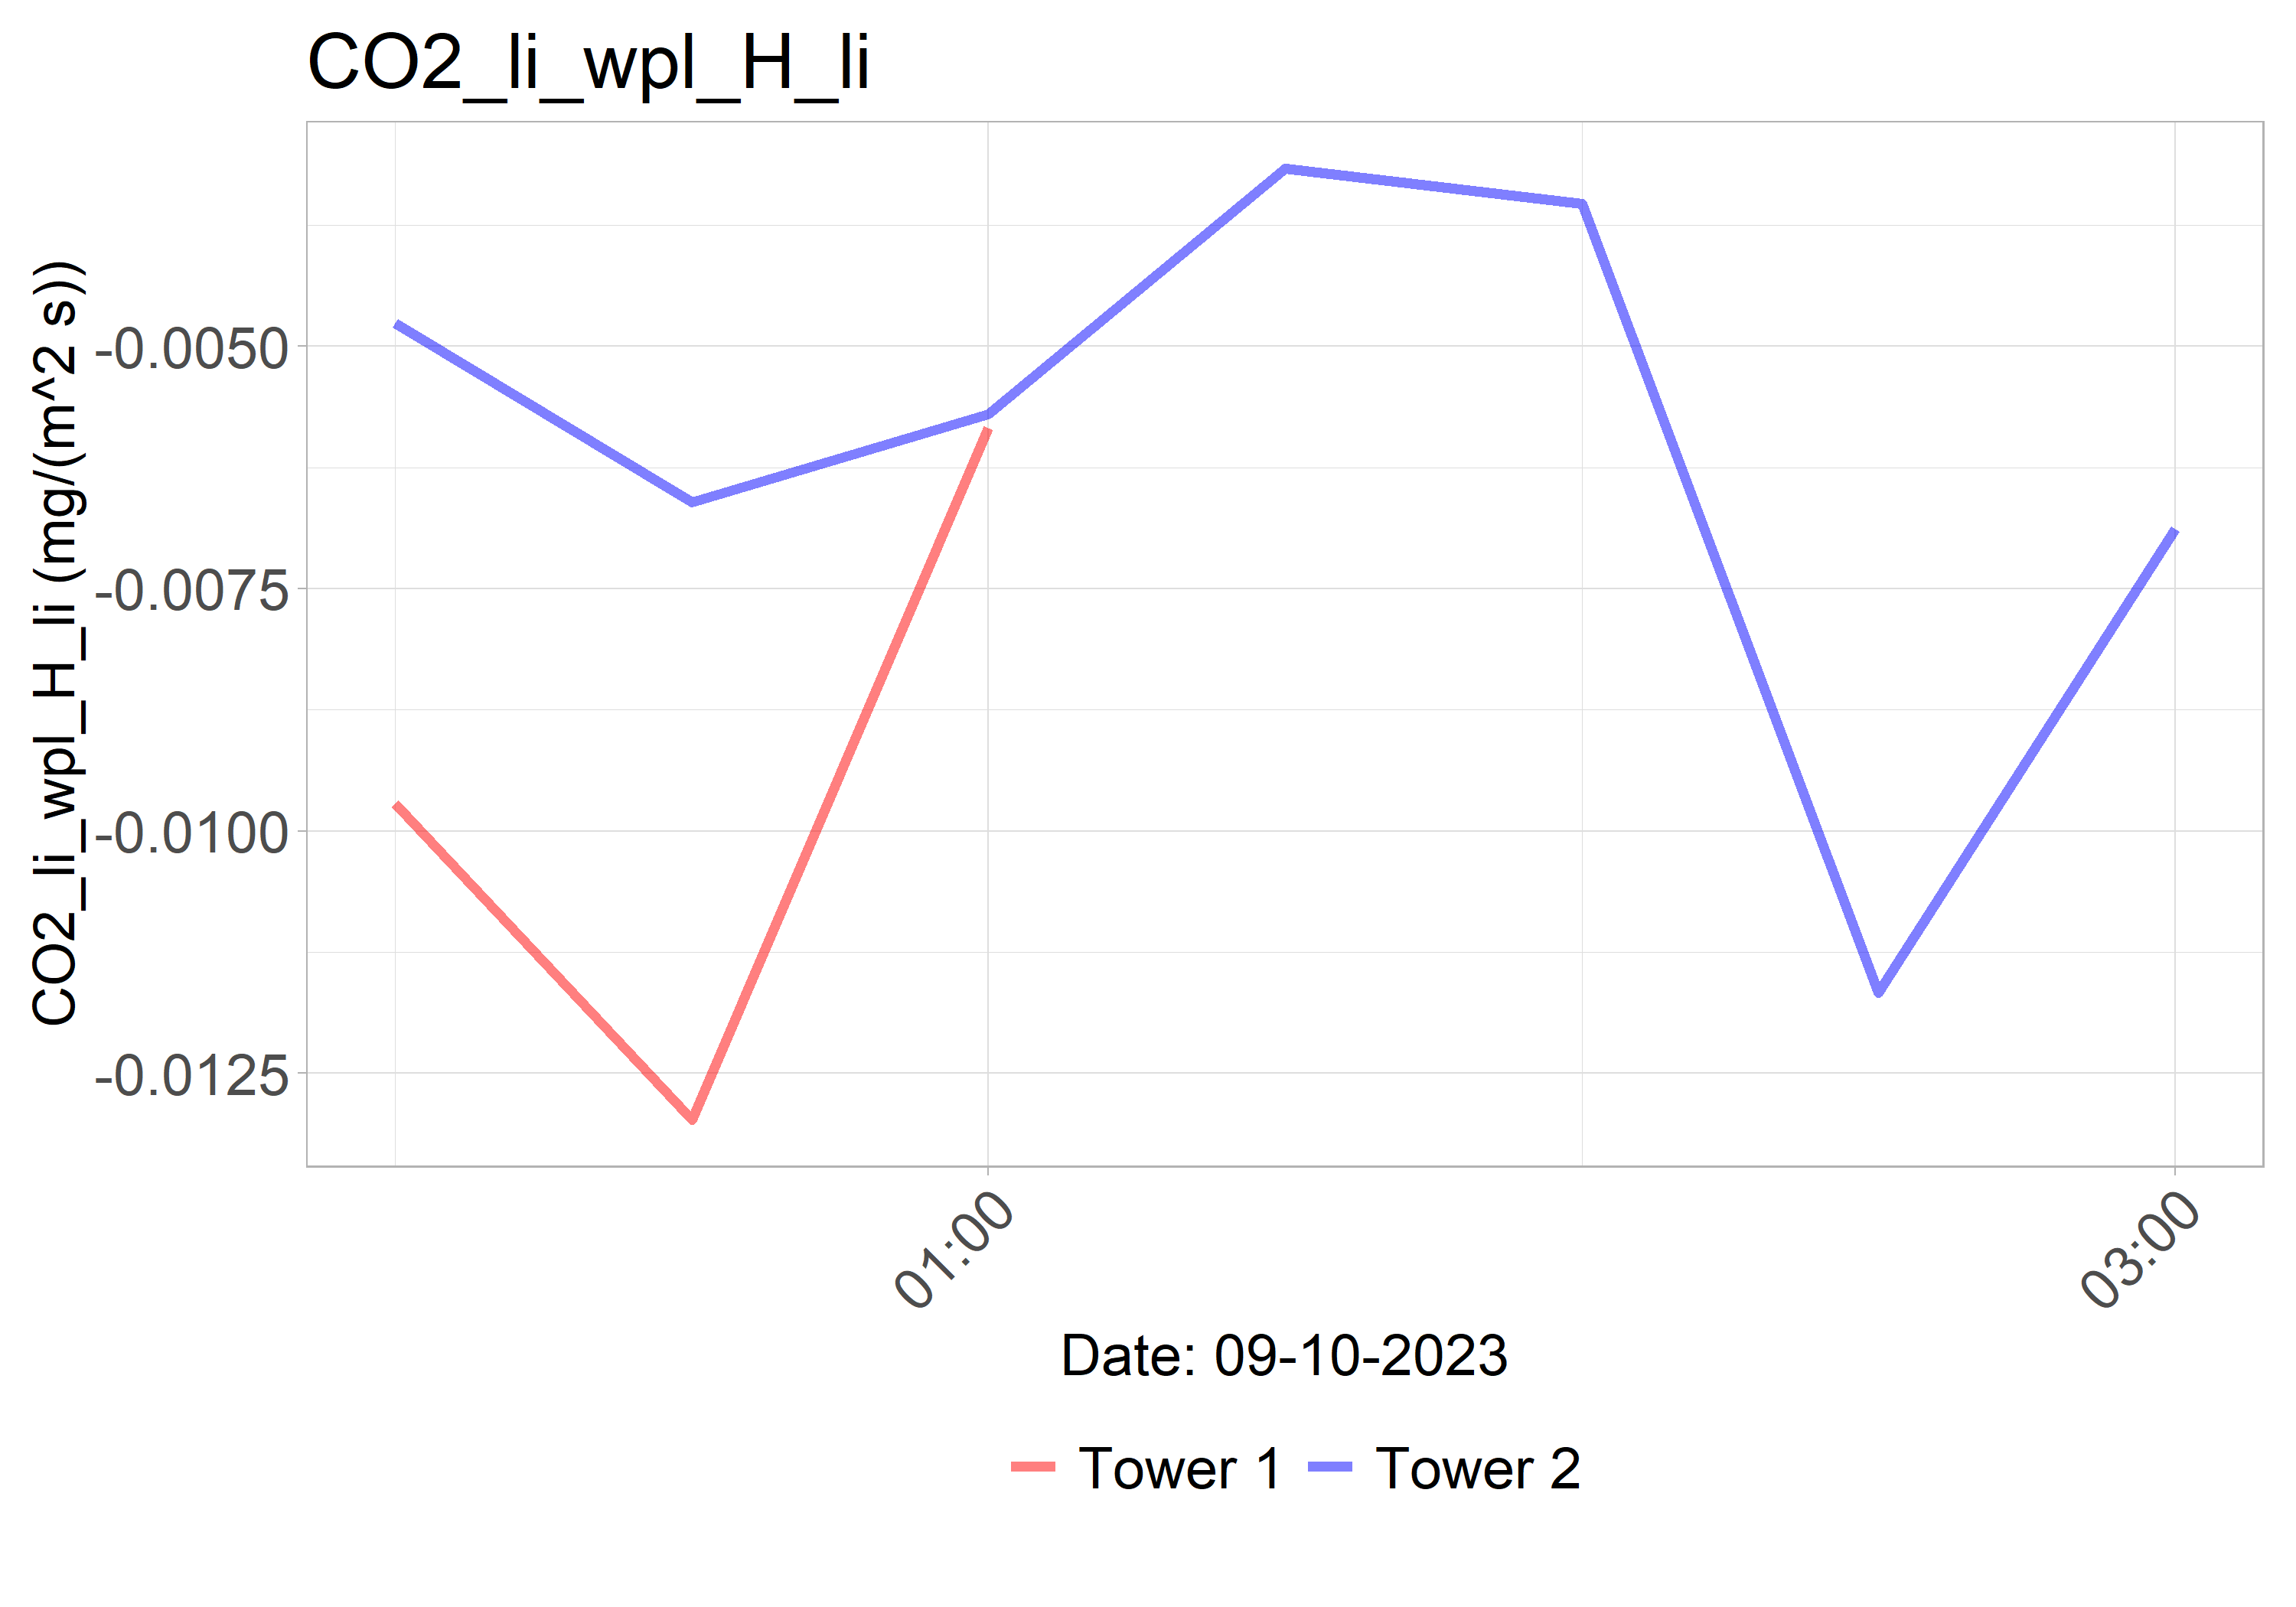 CO2_li_wpl_H_li
CO2_li_wpl_H_li (mg/(m^2 s))
-0.0050
-0.0075
-0.0100
-0.0125
01:00
03:00
Date: 09-10-2023
Tower 1
Tower 2